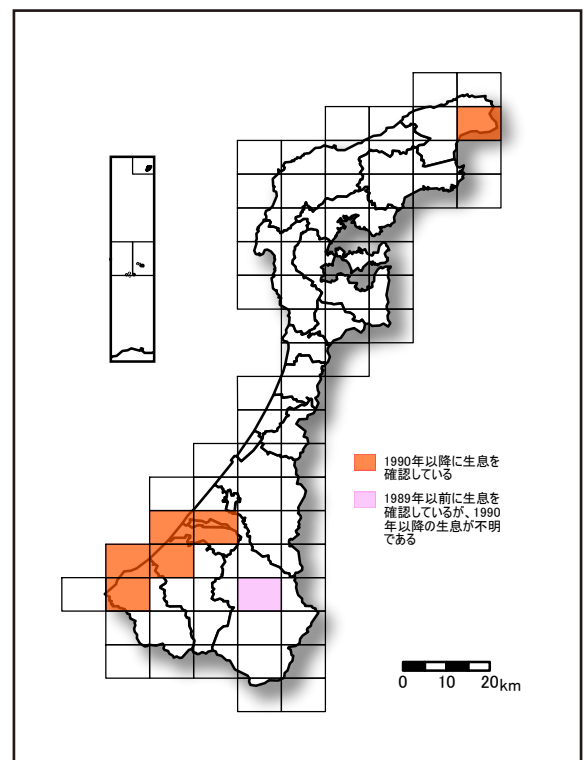 1990年以降に生息を
確認している
1989年以前に生息を
確認しているが、1990
年以降の生息が不明
である
0 10 20km